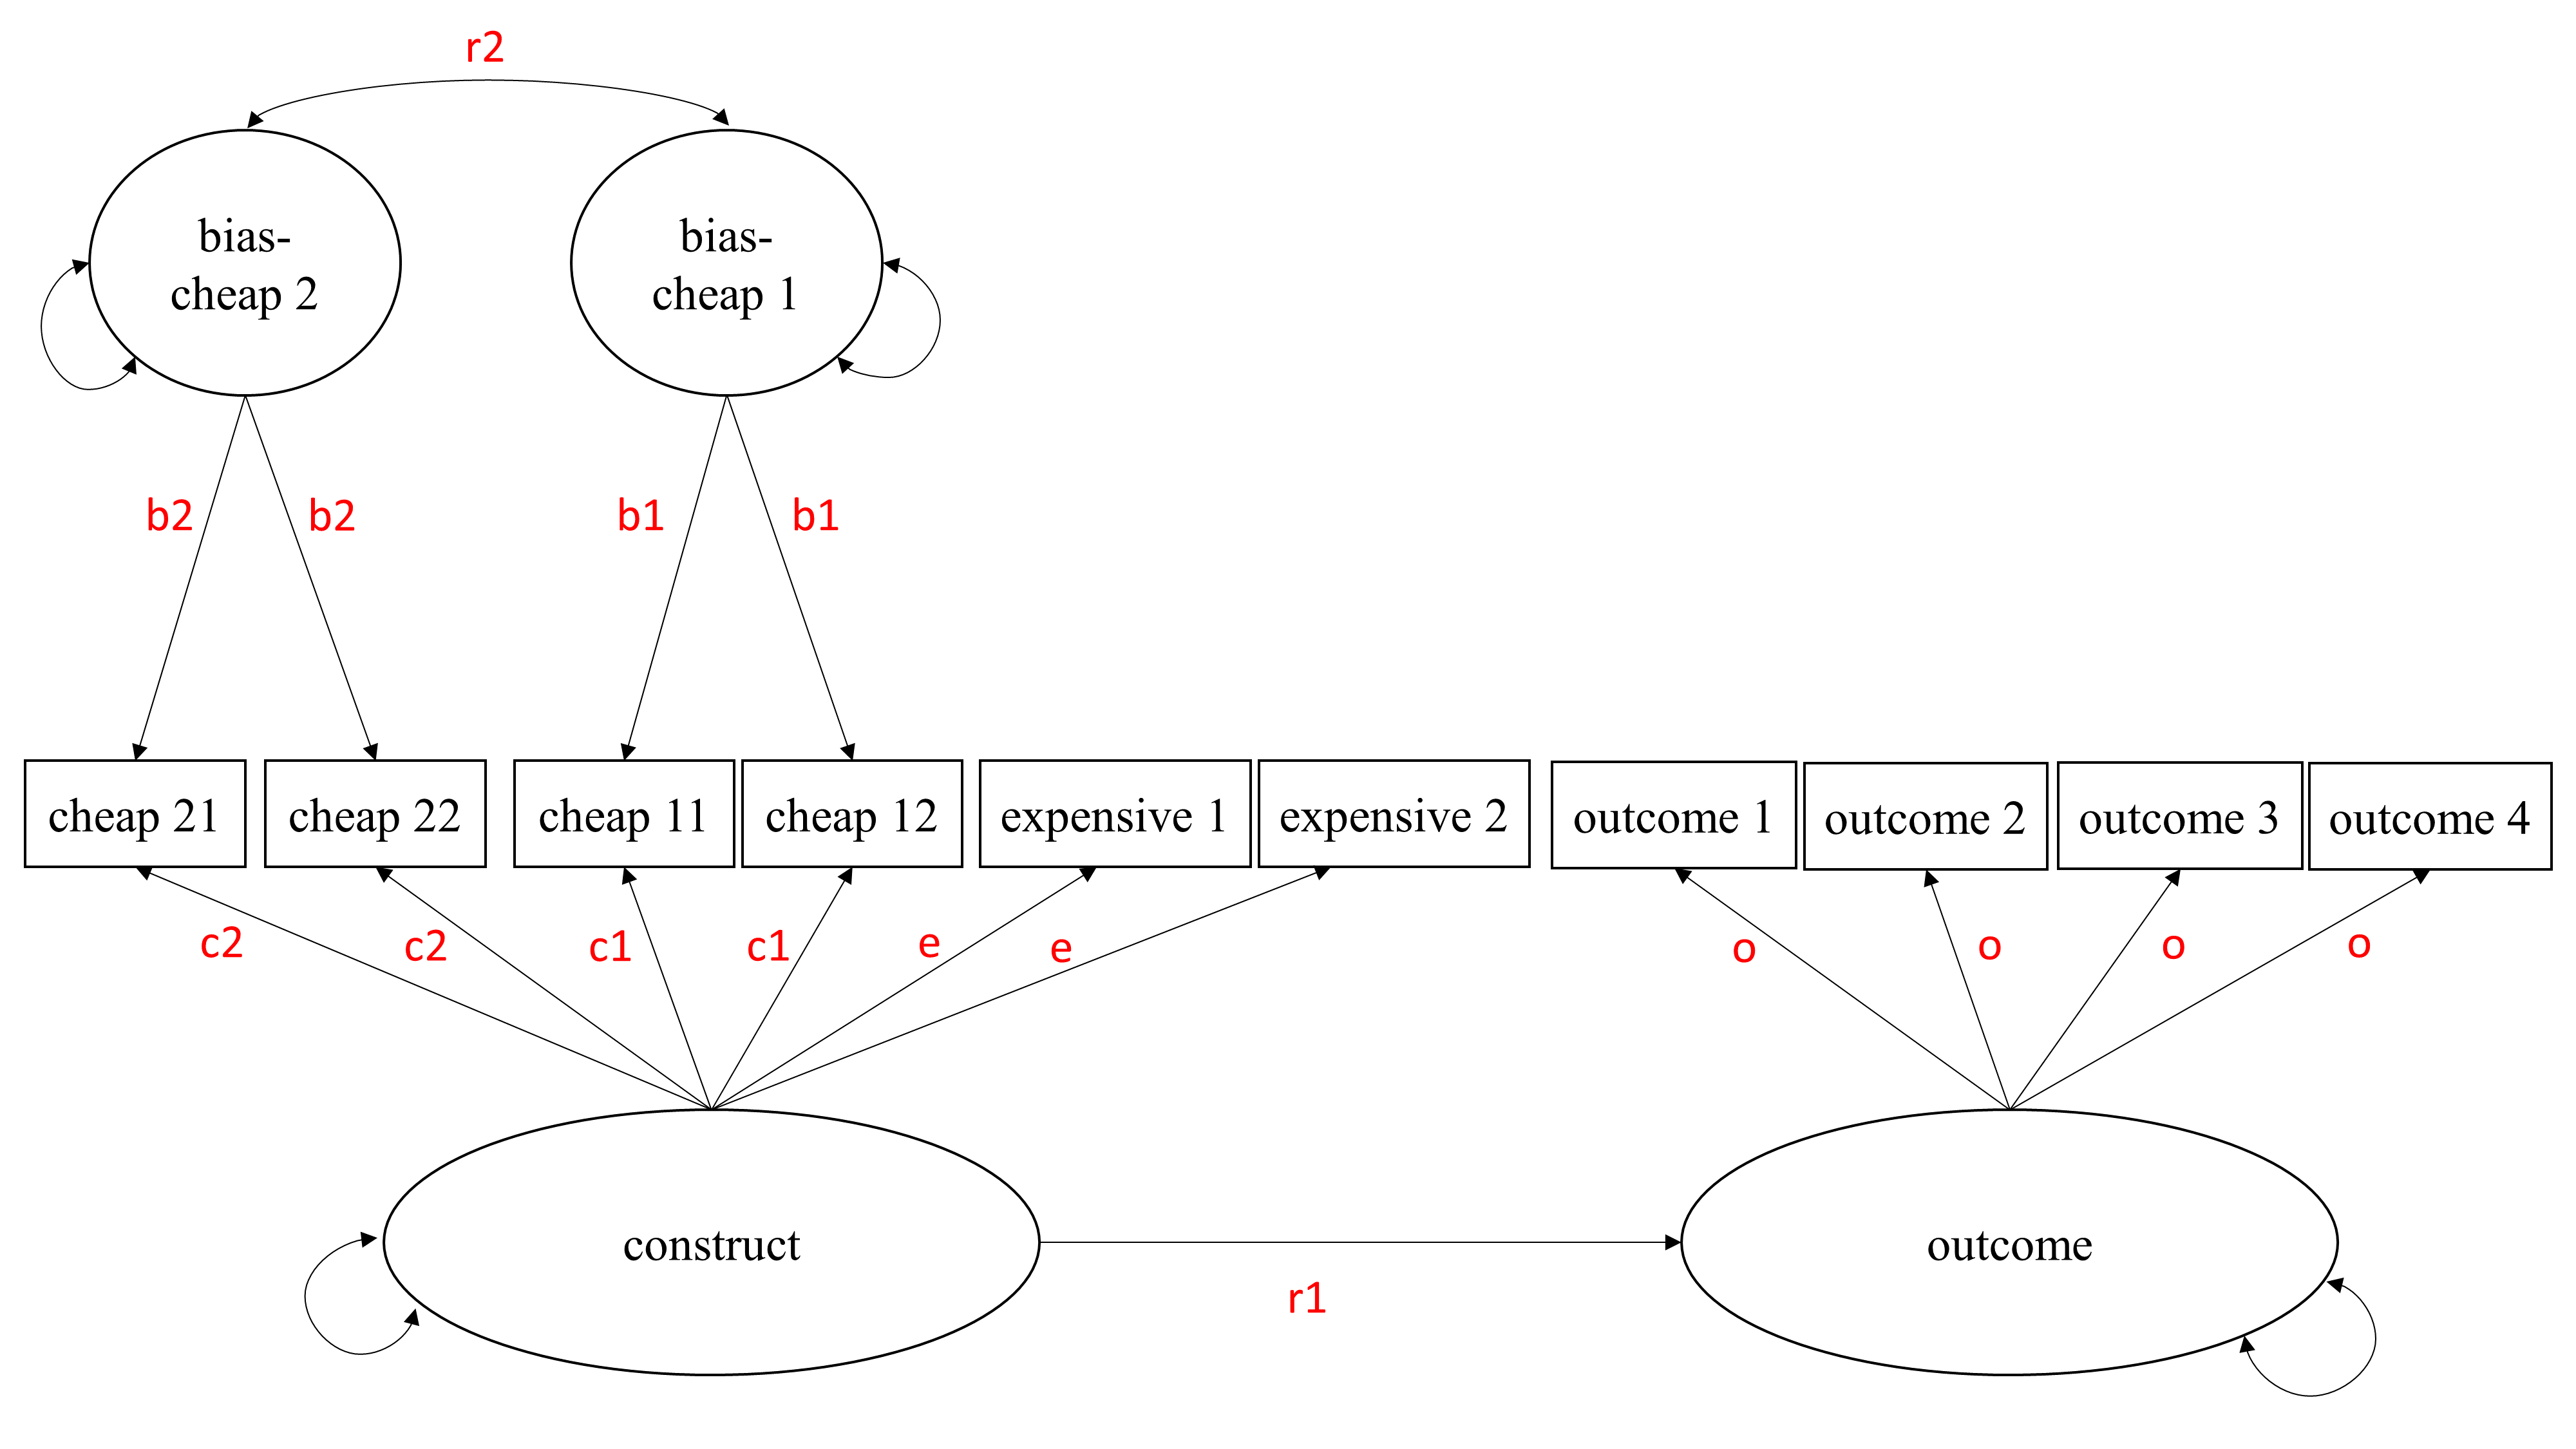 r2
bias-
cheap 2
bias-
cheap 1
b2
b2
b1
b1
cheap 21
cheap 22
cheap 11
cheap 12
expensive 1
expensive 2
outcome 1
outcome 2
outcome 3
outcome 4
c2
c2
c1
c1
e
e
o
o
o
o
construct
outcome
r1